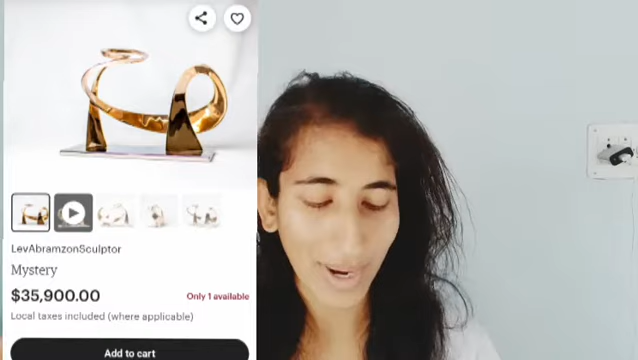 LevAbramzonSculptor
Mystery
$35,900.00
Only 1 available
Local taxes included (where applicable)
Add to cart